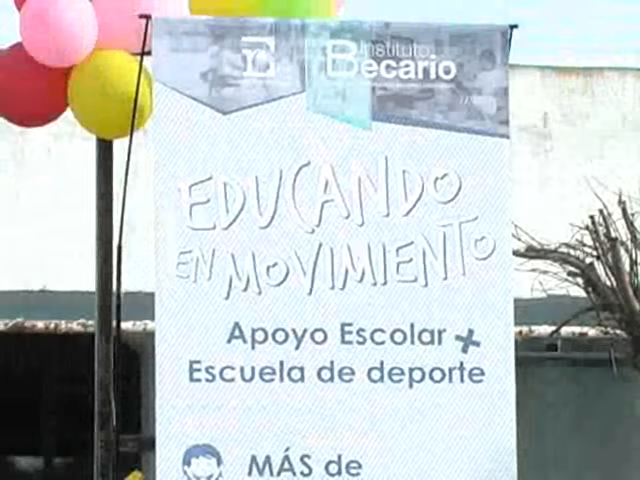 Instituto
Becario
EDUCANDO
EN MOVIMIENTO
Apoyo Escolar +
Escuela de deporte
MÁS de